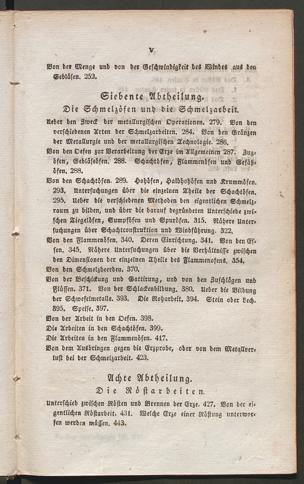 V
Von der Menge und von der Geschwindigkeit des Windes aus den
Gebläsen. 252.
Siebente Abtheilung.
Die Schmelzöfen und die Schmelzarbeit.
Ueber den Zweck der metallurgischen Operationen. 279. Von den
verschiedenen Arten der Schmelzarbeiten. 284. Von den Gränzen
der Metallurgie und der metallurgischen Technologie. 286.
Von den Oefen zur Verarbeitung der Erze im Allgemeinen 287. Zug-
öfen, Gebläseöfen. 288. Schachtöfen, Flammenöfen und Gefäß-
öfen. 288.
Von den Schachtöfen. 289. Hohöfen, Halbhohöfen und Krummöfen.
293. Untersuchungen über die einzelnen Theile der Schachtöfen.
295. Ueber die verschiedenen Methoden den eigentlichen Schmelz-
raum zu bilden, und über die darauf begründeten Unterschiede zwi-
schen Tiegelöfen, Sumpföfen und Spuröfen. 315. Nähere Unter-
suchungen über Schachtconstruktion und Windführung. 322.
Von den Flammenöfen. 340. Deren Einrichtung. 341. Von den Es-
sen. 345. Nähere Untersuchungen über die Verhältnisse zwischen
den Dimensionen der einzelnen Theile des Flammenofens. 354.
Von den Schmelzheerden. 370.
Von der Beschickung und Gattirung, und von den Zuschlägen und
Flüssen. 371. Von der Schlackenbildung. 380. Ueber die Bildung
der Schwefelmetalle. 393. Die Roharbeit. 394. Stein oder Lech.
395. Speise. 397.
Von der Arbeit in den Oefen. 398.
Die Arbeiten in den Schachtöfen. 399.
Die Arbeiten in den Flammenöfen. 417.
Von dem Ausbringen gegen die Erzprobe, oder von dem Metallver-
lust bei der Schmelzarbeit. 423.
Achte Abtheilung.
Die Röstarbeiten.
Unterschied zwischen Rösten und Brennen der Erze. 427. Von der ei-
gentlichen Röstarbeit. 431. Welche Erze einer Röstung unterwor-
fen werden müssen. 443.